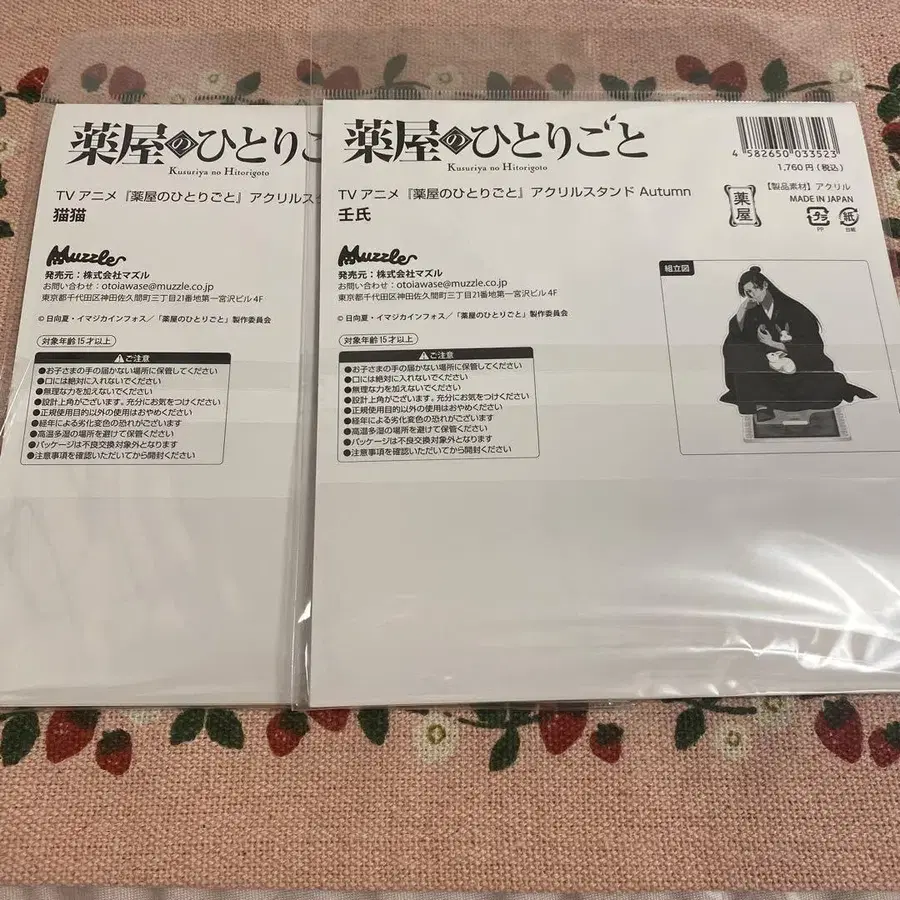 薬屋のひとりご
Kusuriya no Hitorigoto
TVアニメ『薬屋のひとりごと』アクリルス
猫猫
Muzzle
発売元：株式会社マズル
お問い合わせ：otoiawase@muzzle.co.jp
東京都千代田区神田佐久間町三丁目21番地第一宮沢ビル4F
©日向夏・イマジカインフォス／「薬屋のひとりごと」製作委員会
対象年齢15才以上
ご注意
●お子さまの手の届かない場所に保管してください
●口には絶対に入れないでください
●無理な力を加えないでください
●設計上角がございます。充分にお気をつけください
●正規使用目的以外の使用はおやめください
●経年による劣化変色の恐れがございます
●高温多湿の場所を避けて保管ください
●パッケージは不良交換対象外となります
●注意事項を確認いただいてから開封ください
薬屋のひとりごと
Kusuriya no Hitorigoto
TVアニメ『薬屋のひとりごと』アクリルスタンド Autumn
壬氏
4 582650 033523
1,760円(税込)
【製品素材】アクリル
MADE IN JAPAN
薬屋
プラ
PP
紙
台紙
Muzzle
発売元：株式会社マズル
お問い合わせ：otoiawase@muzzle.co.jp
東京都千代田区神田佐久間町三丁目21番地第一宮沢ビル4F
©日向夏・イマジカインフォス／「薬屋のひとりごと」製作委員会
対象年齢15才以上
ご注意
●お子さまの手の届かない場所に保管してください
●口には絶対に入れないでください
●無理な力を加えないでください
●設計上角がございます。充分にお気をつけください
●正規使用目的以外の使用はおやめください
●経年による劣化変色の恐れがございます
●高温多湿の場所を避けて保管ください
●パッケージは不良交換対象外となります
●注意事項を確認いただいてから開封ください
組立図